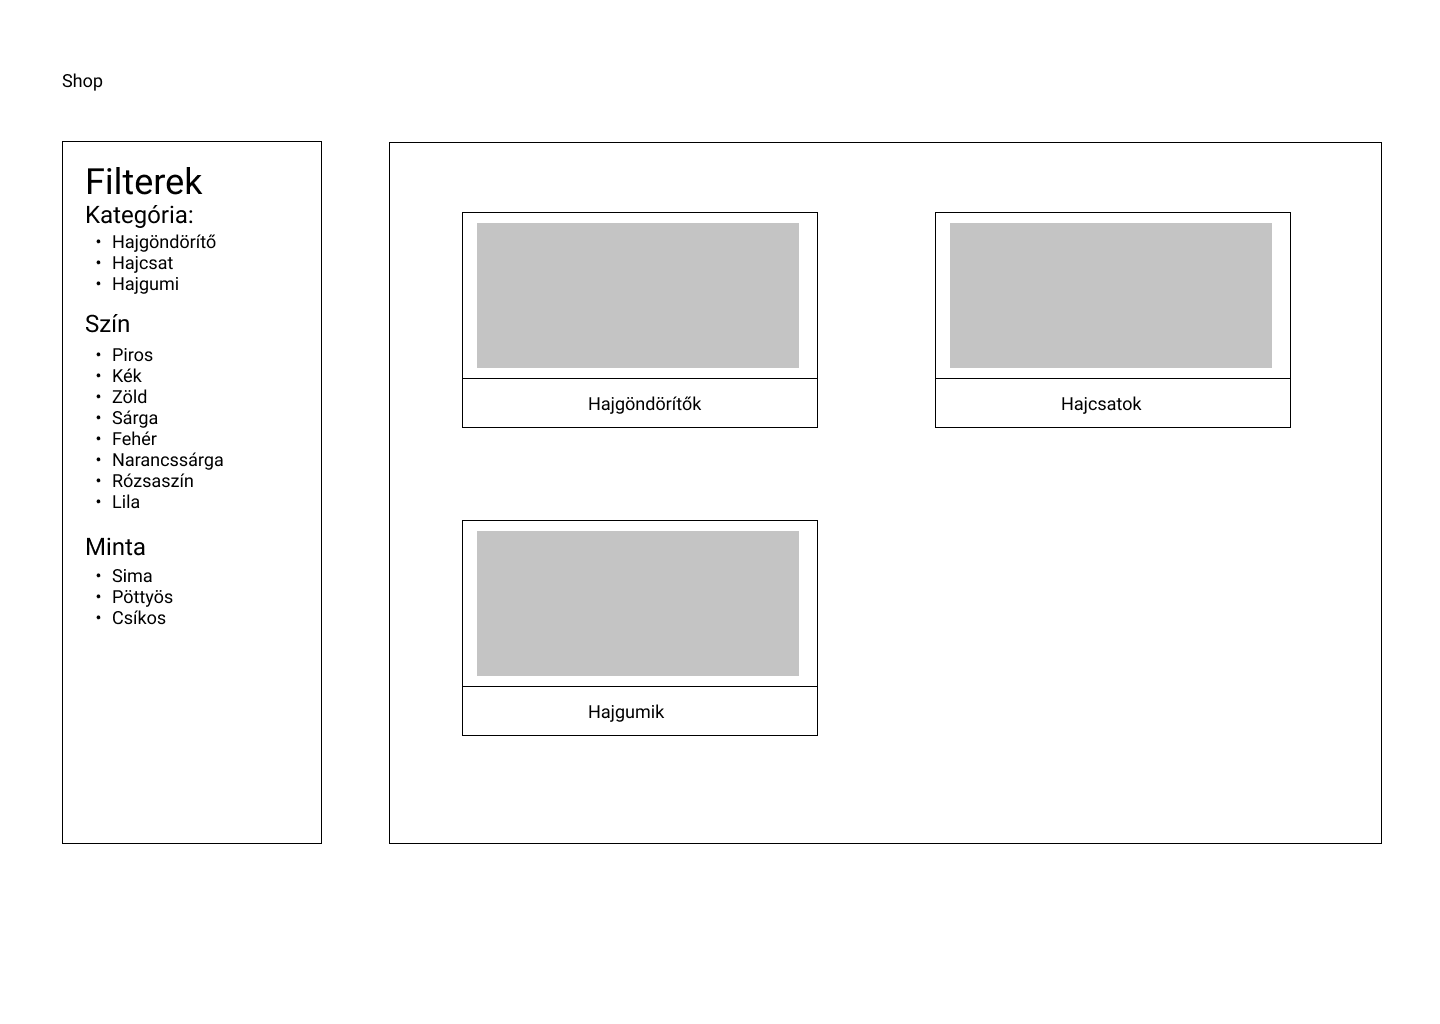 Shop
Filterek
Kategória:
• Hajgöndörítő
• Hajcsat
• Hajgumi
Szín
• Piros
• Kék
• Zöld
• Sárga
• Fehér
• Narancssárga
• Rózsaszín
• Lila
Minta
• Sima
• Pöttyös
• Csíkos
Hajgöndörítők
Hajcsatok
Hajgumik